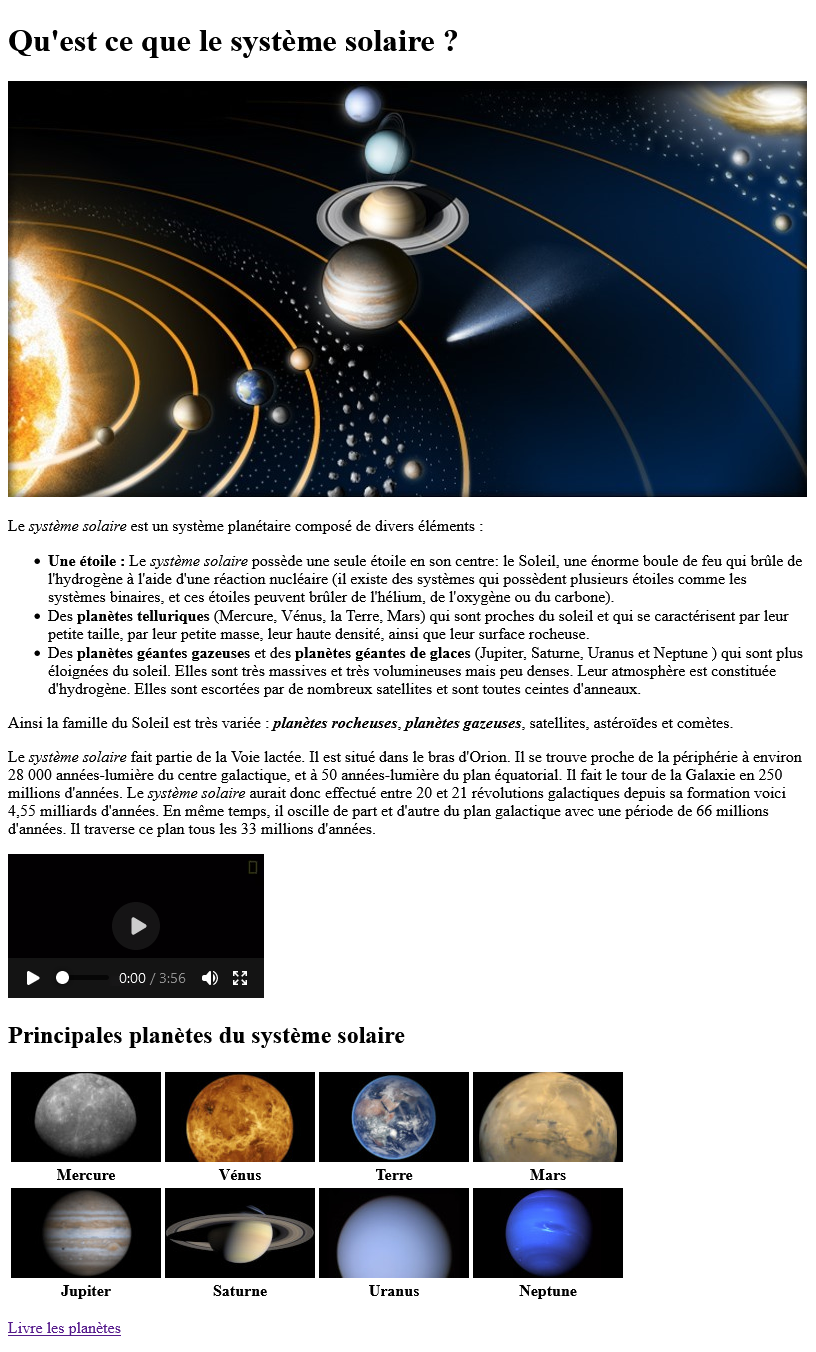 Qu'est ce que le système solaire ?
Le système solaire est un système planétaire composé de divers éléments :
• Une étoile : Le système solaire possède une seule étoile en son centre: le Soleil, une énorme boule de feu qui brûle de
l'hydrogène à l'aide d'une réaction nucléaire (il existe des systèmes qui possèdent plusieurs étoiles comme les
systèmes binaires, et ces étoiles peuvent brûler de l'hélium, de l'oxygène ou du carbone).
• Des planètes telluriques (Mercure, Vénus, la Terre, Mars) qui sont proches du soleil et qui se caractérisent par leur
petite taille, par leur petite masse, leur haute densité, ainsi que leur surface rocheuse.
• Des planètes géantes gazeuses et des planètes géantes de glaces (Jupiter, Saturne, Uranus et Neptune ) qui sont plus
éloignées du soleil. Elles sont très massives et très volumineuses mais peu denses. Leur atmosphère est constituée
d'hydrogène. Elles sont escortées par de nombreux satellites et sont toutes ceintes d'anneaux.
Ainsi la famille du Soleil est très variée : planètes rocheuses, planètes gazeuses, satellites, astéroïdes et comètes.
Le système solaire fait partie de la Voie lactée. Il est situé dans le bras d'Orion. Il se trouve proche de la périphérie à environ
28 000 années-lumière du centre galactique, et à 50 années-lumière du plan équatorial. Il fait le tour de la Galaxie en 250
millions d'années. Le système solaire aurait donc effectué entre 20 et 21 révolutions galactiques depuis sa formation voici
4,55 milliards d'années. En même temps, il oscille de part et d'autre du plan galactique avec une période de 66 millions
d'années. Il traverse ce plan tous les 33 millions d'années.
0:00 / 3:56
Principales planètes du système solaire
Mercure Vénus Terre Mars
Jupiter Saturne Uranus Neptune
Livre les planètes